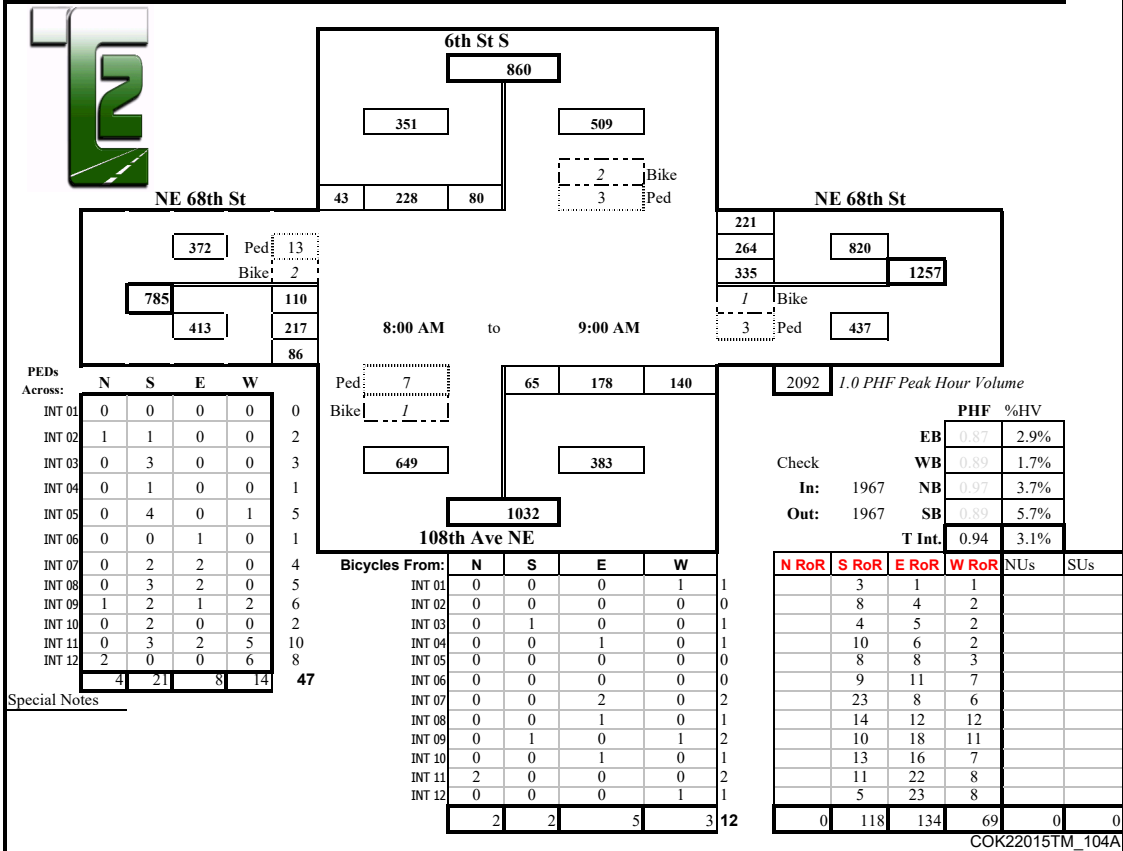 T2
6th St S
860
351 509
2 Bike
3 Ped
NE 68th St 43 228 80 NE 68th St
221
372 Ped 13 264 820
Bike 2 335 1257
785 110 1 Bike
413 217 8:00 AM to 9:00 AM 3 Ped 437
86
PEDs
Across: N S E W Ped 7 65 178 140 2092 1.0 PHF Peak Hour Volume
INT 01 0 0 0 0 0 Bike 1 PHF %HV
INT 02 1 1 0 0 2 EB 0.87 2.9%
INT 03 0 3 0 0 3 649 383 Check WB 0.89 1.7%
INT 04 0 1 0 0 1 In: 1967 NB 0.97 3.7%
INT 05 0 4 0 1 5 1032 Out: 1967 SB 0.89 5.7%
INT 06 0 0 1 0 1 108th Ave NE T Int. 0.94 3.1%
INT 07 0 2 2 0 4 Bicycles From: N S E W N RoR S RoR E RoR W RoR NUs SUs
INT 08 0 3 2 0 5 INT 01 0 0 0 1 1 3 1 1
INT 09 1 2 1 2 6 INT 02 0 0 0 0 0 8 4 2
INT 10 0 2 0 0 2 INT 03 0 1 0 0 1 4 5 2
INT 11 0 3 2 5 10 INT 04 0 0 1 0 1 10 6 2
INT 12 2 0 0 6 8 INT 05 0 0 0 0 0 8 8 3
4 21 8 14 47 INT 06 0 0 0 0 0 9 11 7
Special Notes INT 07 0 0 2 0 2 23 8 6
INT 08 0 0 1 0 1 14 12 12
INT 09 0 1 0 1 2 10 18 11
INT 10 0 0 1 0 1 13 16 7
INT 11 2 0 0 0 2 11 22 8
INT 12 0 0 0 1 1 5 23 8
2 2 5 3 12 0 118 134 69 0 0
COK22015TM_104A